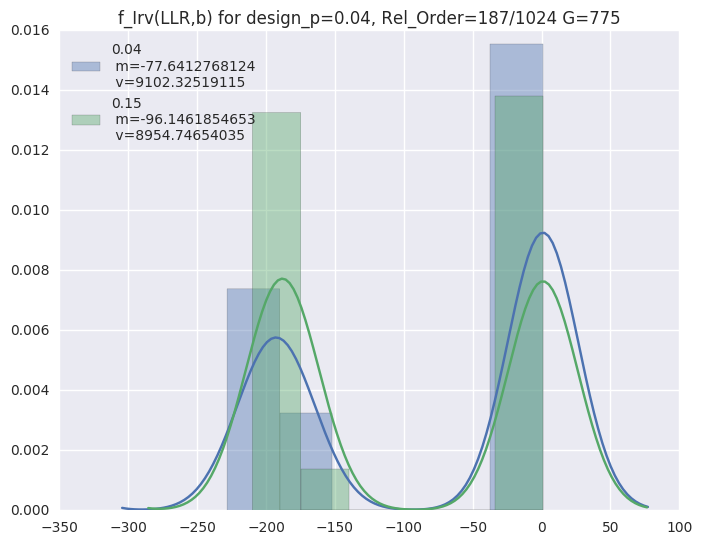 f_Irv(LLR,b) for design_p=0.04, Rel_Order=187/1024 G=775
0.04
m=-77.6412768124
v=9102.32519115
0.15
m=-96.1461854653
v=8954.74654035
0.016
0.014
0.012
0.010
0.008
0.006
0.004
0.002
0.000
−350 −300 −250 −200 −150 −100 −50 0 50 100